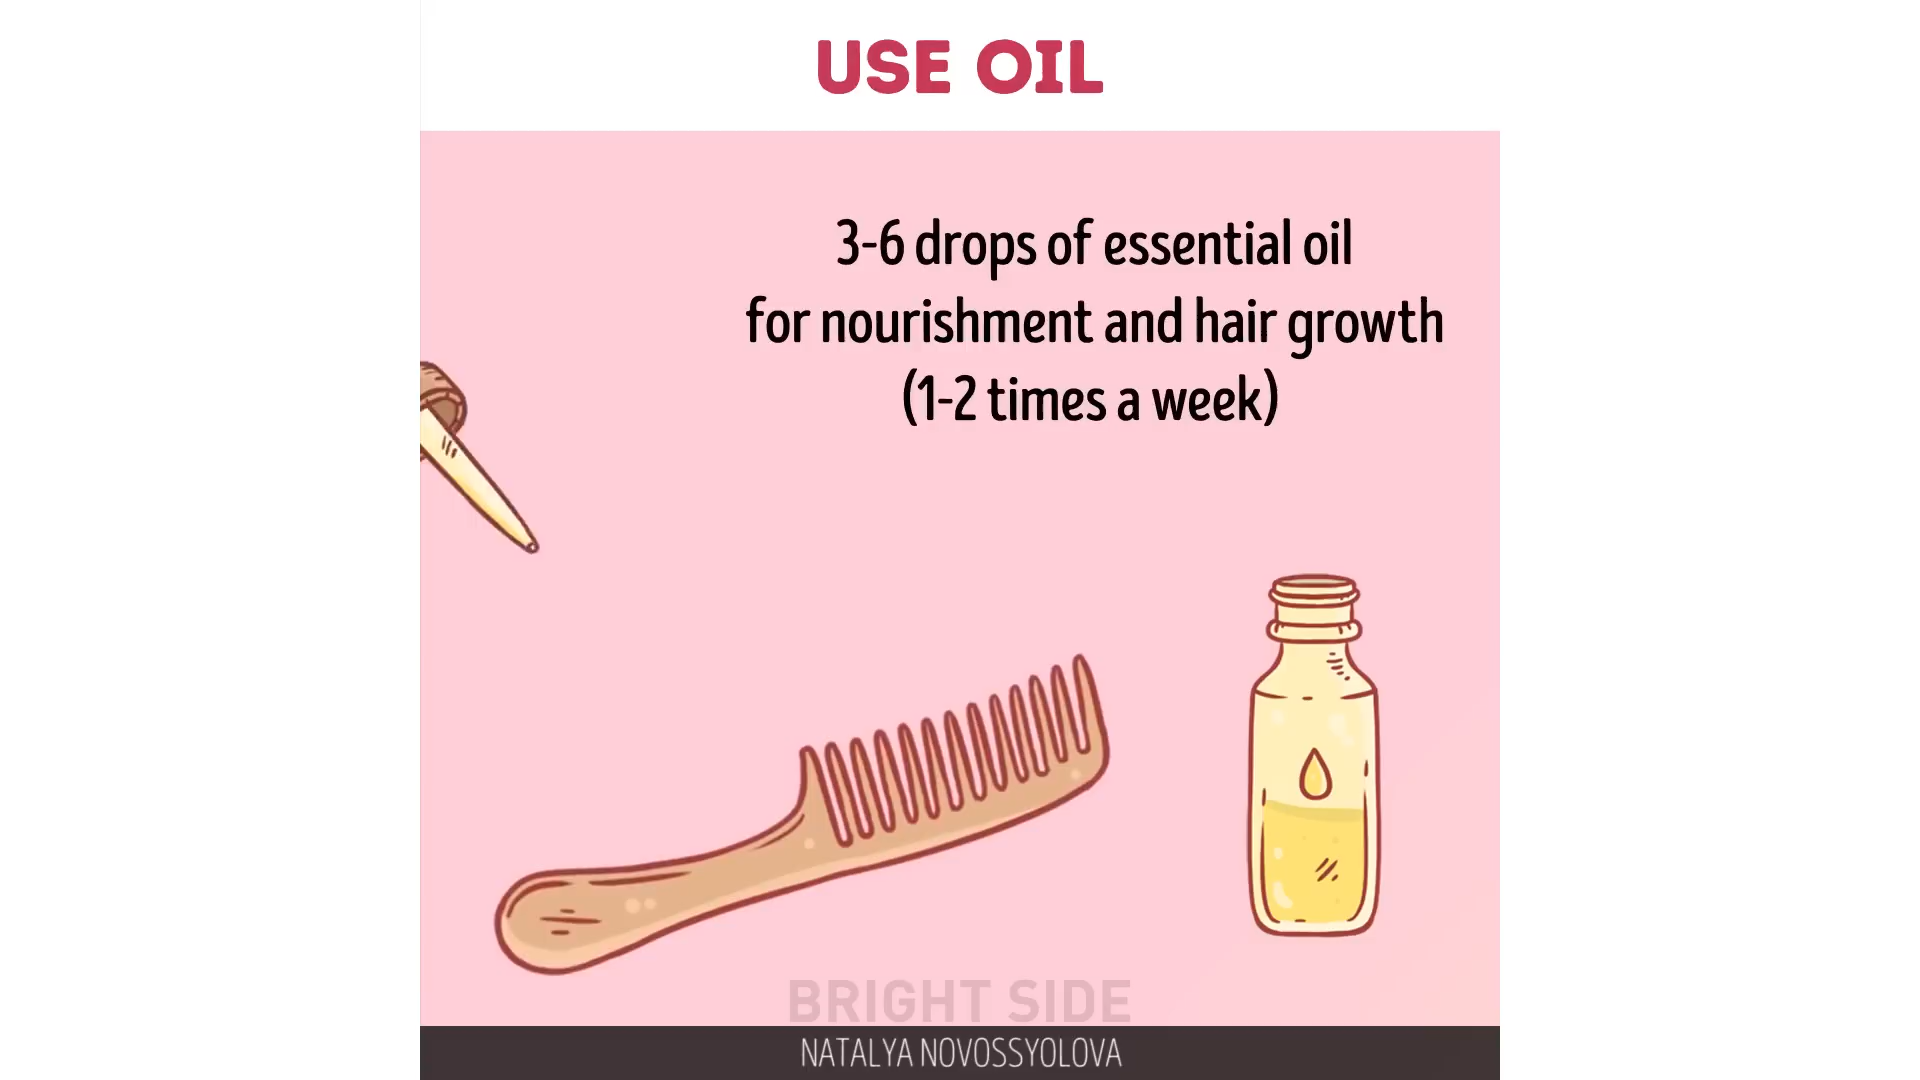 USE OIL
3-6 drops of essential oil
for nourishment and hair growth
(1-2 times a week)
BRIGHT SIDE
NATALYA NOVOSSYOLOVA